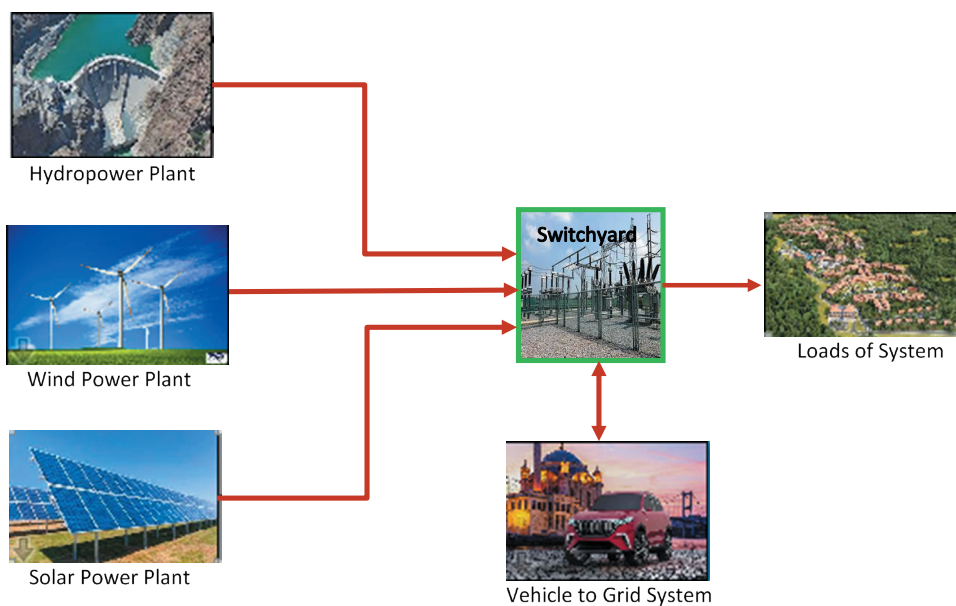 Hydropower Plant
Switchyard
Wind Power Plant
Loads of System
Solar Power Plant
Vehicle to Grid System